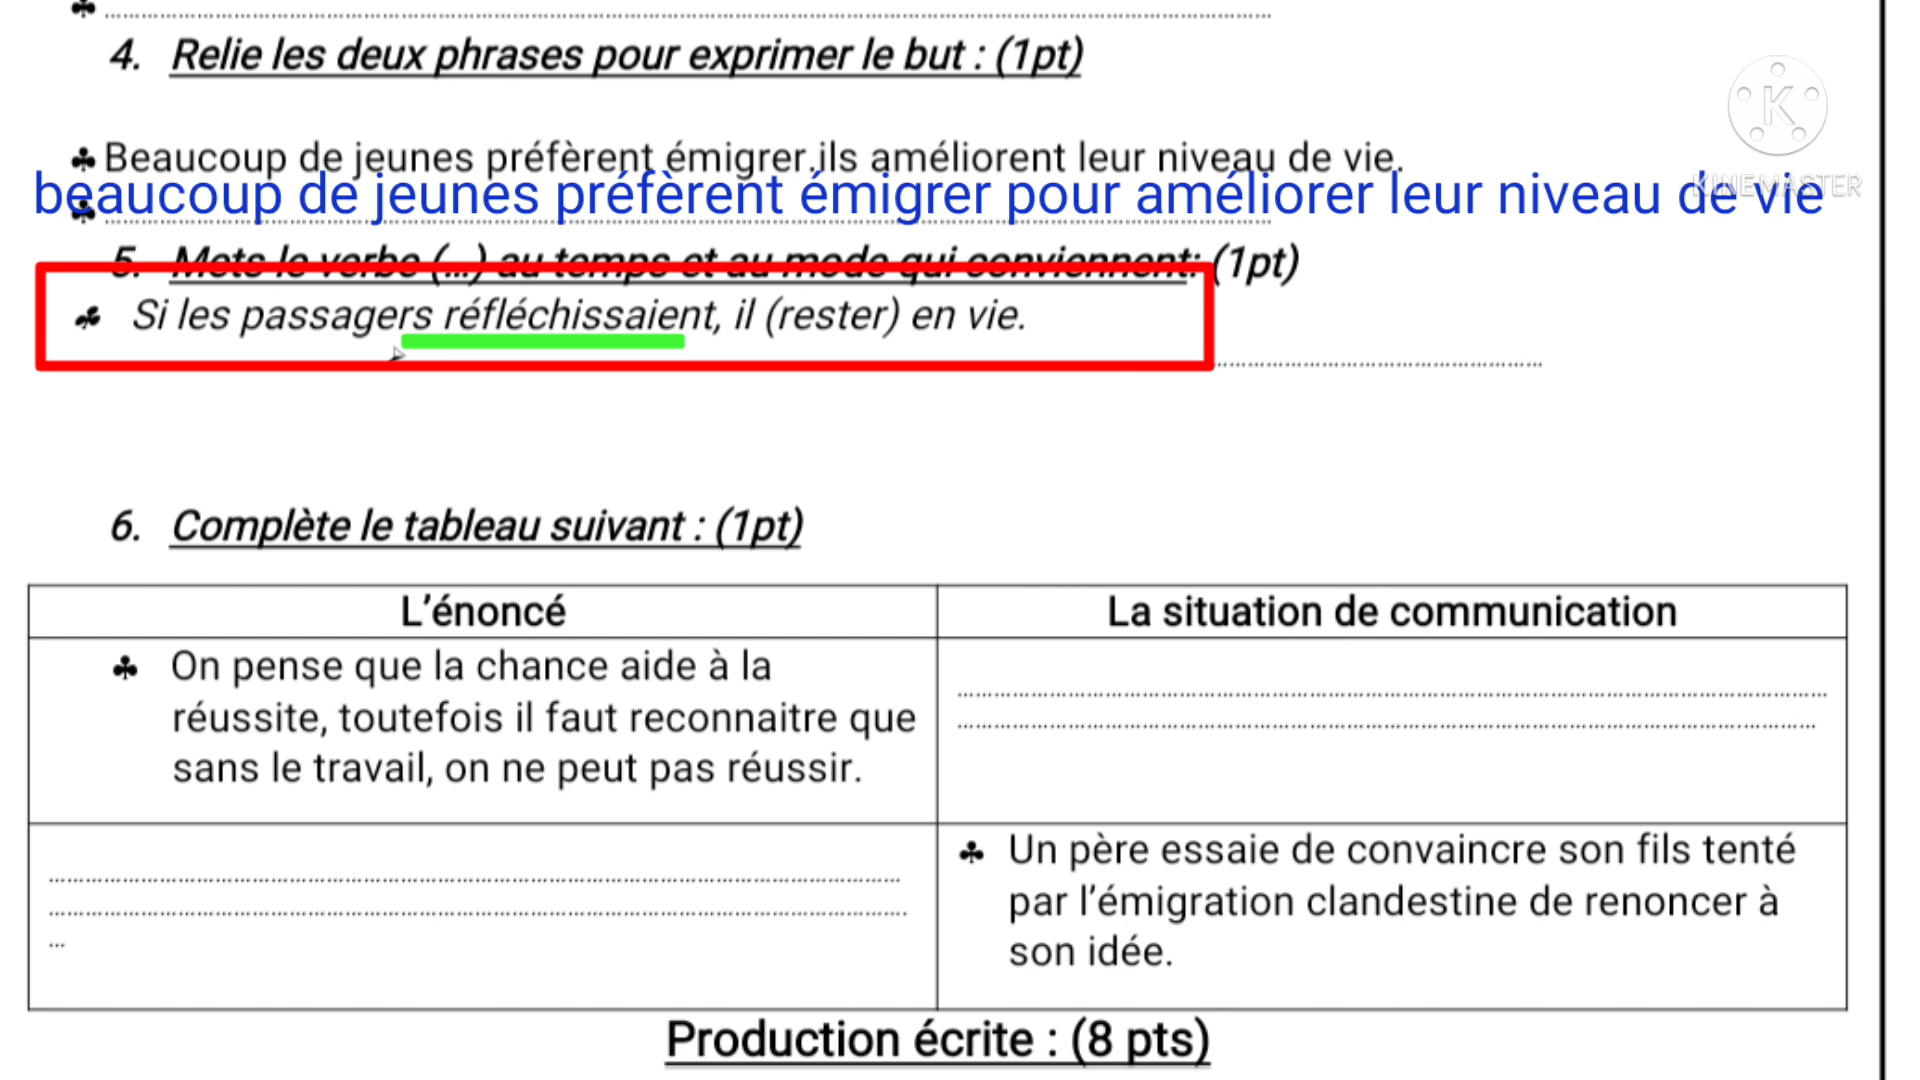 4. Relie les deux phrases pour exprimer le but : (1pt)
♣ Beaucoup de jeunes préfèrent émigrer.ils améliorent leur niveau de vie.
beaucoup de jeunes préfèrent émigrer pour améliorer leur niveau de vie
KINEMASTER
5. Mets le verbe (...) au temps et au mode qui conviennent: (1pt)
♣ Si les passagers réfléchissaient, il (rester) en vie.
6. Complète le tableau suivant : (1pt)
L’énoncé
La situation de communication
♣ On pense que la chance aide à la
réussite, toutefois il faut reconnaitre que
sans le travail, on ne peut pas réussir.
♣ Un père essaie de convaincre son fils tenté
par l’émigration clandestine de renoncer à
son idée.
Production écrite : (8 pts)